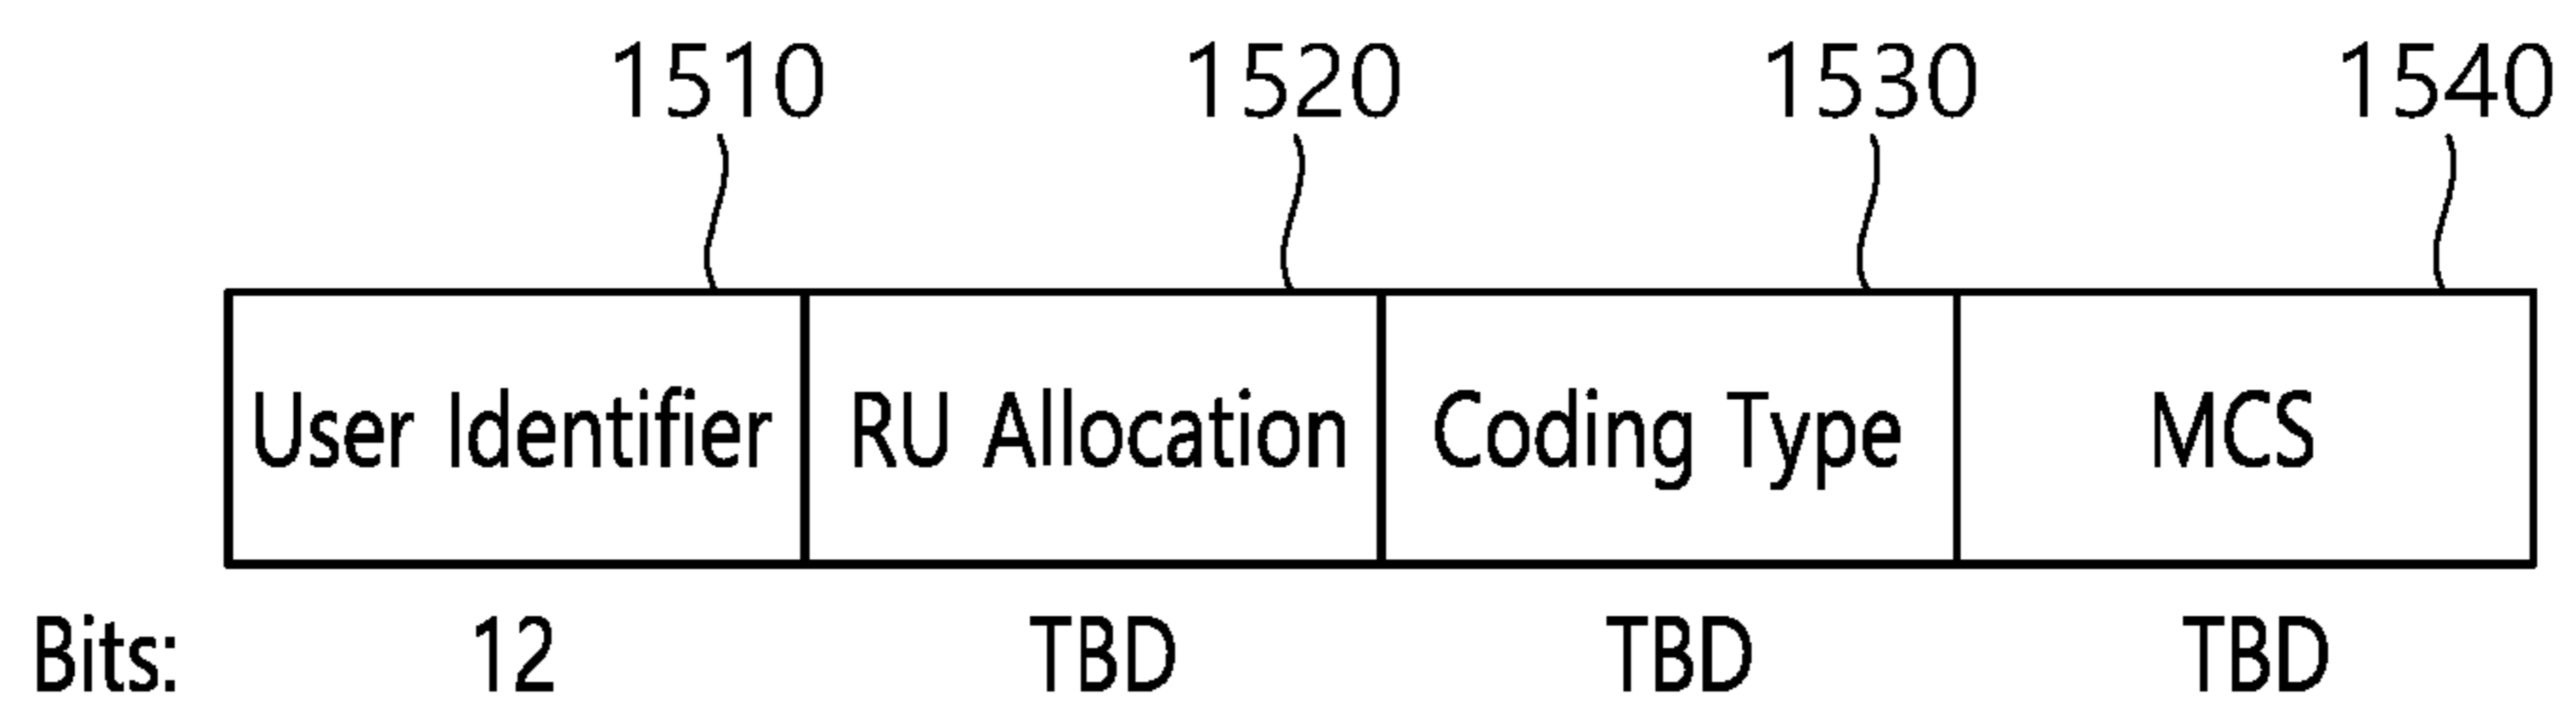 1510 1520 1530 1540
User Identifier RU Allocation Coding Type MCS
Bits: 12 TBD TBD TBD